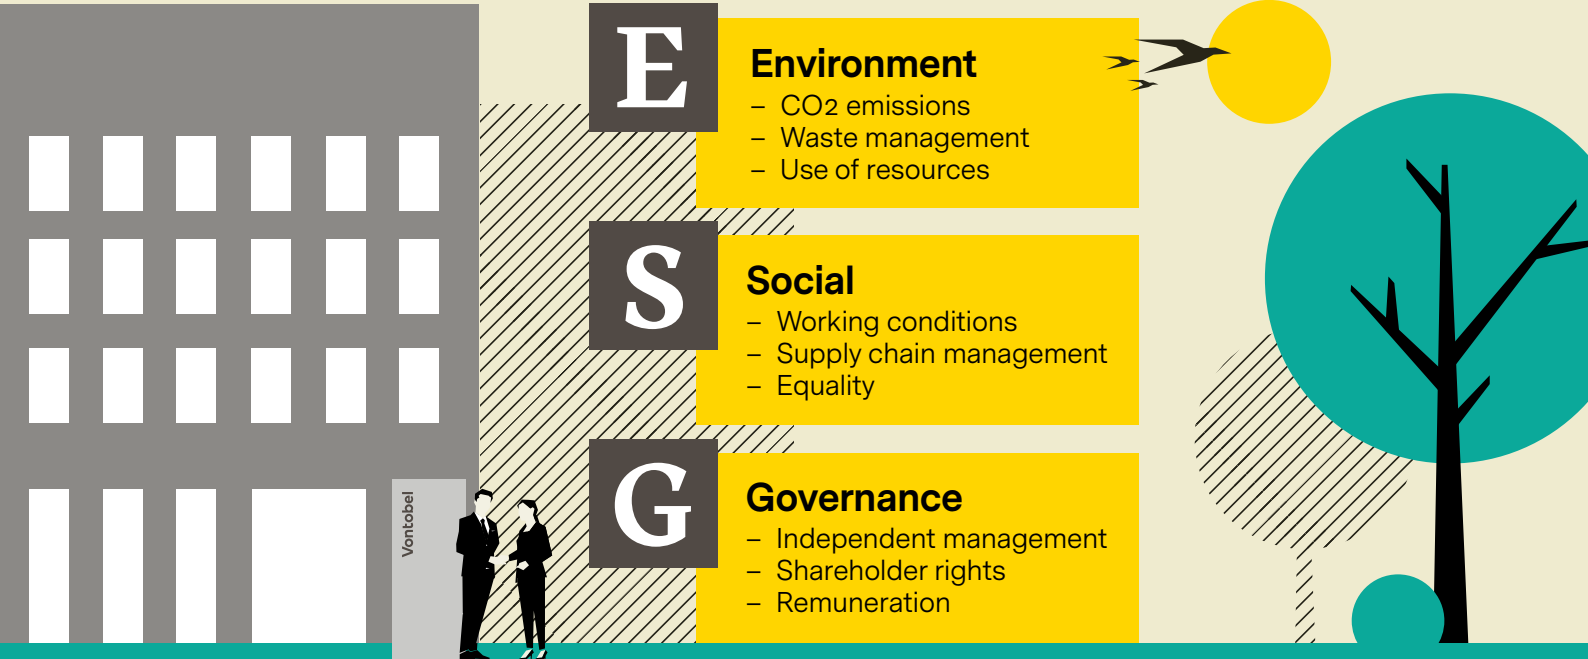 E
Environment
– CO2 emissions
– Waste management
– Use of resources
S
Social
– Working conditions
– Supply chain management
– Equality
G
Governance
– Independent management
– Shareholder rights
– Remuneration
Vontobel